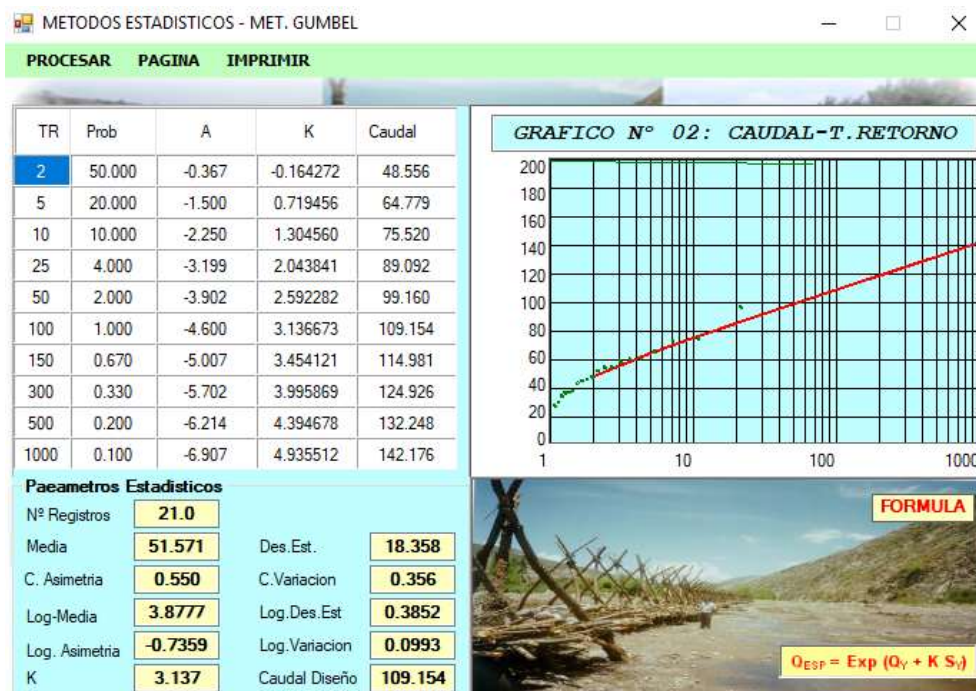 METODOS ESTADISTICOS - MET. GUMBEL
PROCESAR PAGINA IMPRIMIR
TR Prob A K Caudal
2 50.000 -0.367 -0.164272 48.556
5 20.000 -1.500 0.719456 64.779
10 10.000 -2.250 1.304560 75.520
25 4.000 -3.199 2.043841 89.092
50 2.000 -3.902 2.592282 99.160
100 1.000 -4.600 3.136673 109.154
150 0.670 -5.007 3.454121 114.981
300 0.330 -5.702 3.995869 124.926
500 0.200 -6.214 4.394678 132.248
1000 0.100 -6.907 4.935512 142.176
GRAFICO Nº 02: CAUDAL-T.RETORNO
200
180
160
140
120
100
80
60
40
20
0
1 10 100 1000
Paeametros Estadisticos
Nº Registros 21.0
Media 51.571 Des.Est. 18.358
C. Asimetria 0.550 C.Variacion 0.356
Log-Media 3.8777 Log.Des.Est 0.3852
Log. Asimetria -0.7359 Log.Variacion 0.0993
K 3.137 Caudal Diseño 109.154
FORMULA
QESP = Exp (QY + K SY)